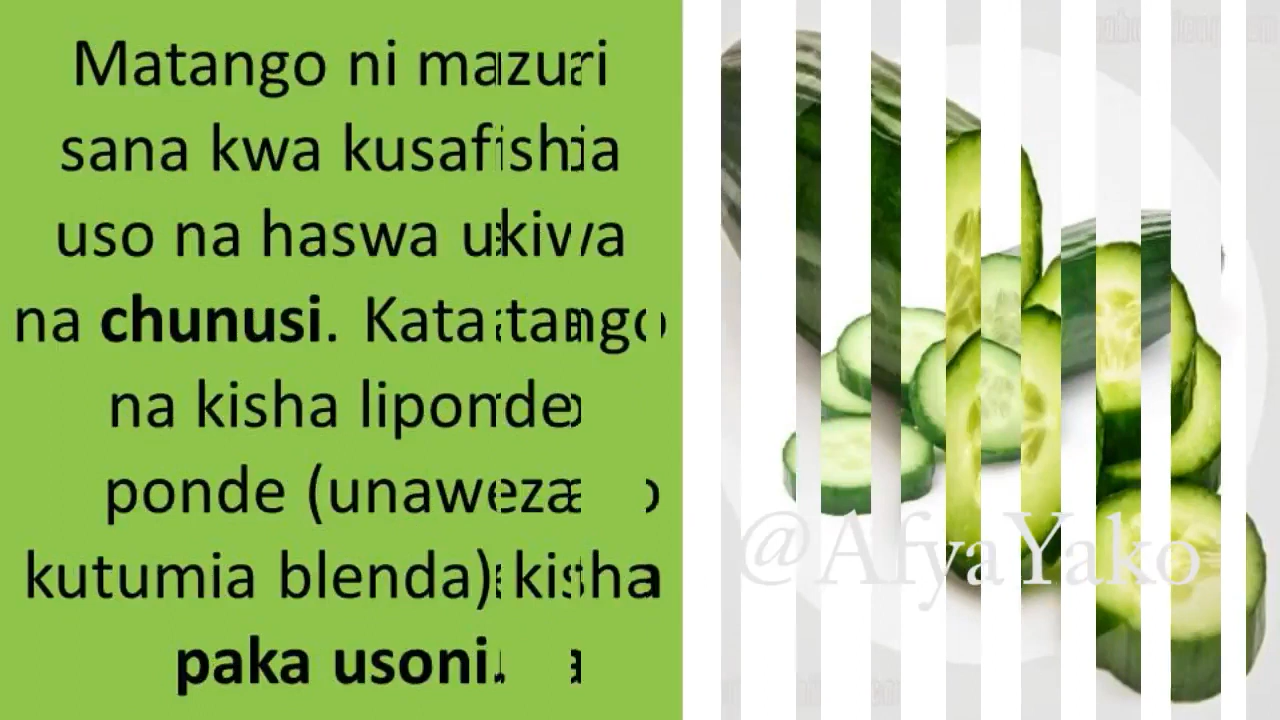 Matango ni mazuri
sana kwa kusafishia
uso na haswa ukiwa
na chunusi. Kata tango
na kisha liponde
ponde (unaweza
kutumia blenda) kisha
paka usoni.
@AfyaYako